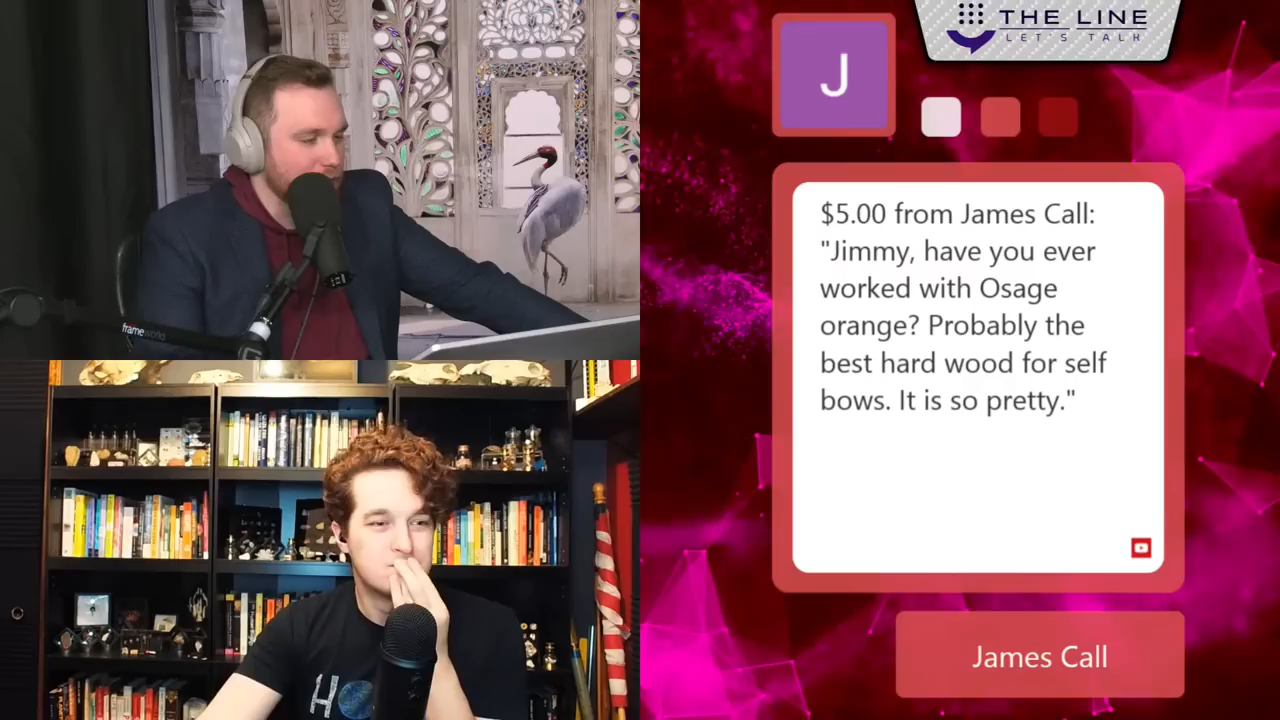 THE LINE
LET'S TALK
J
$5.00 from James Call:
"Jimmy, have you ever
worked with Osage
orange? Probably the
best hard wood for self
bows. It is so pretty."
James Call
frameworks
H